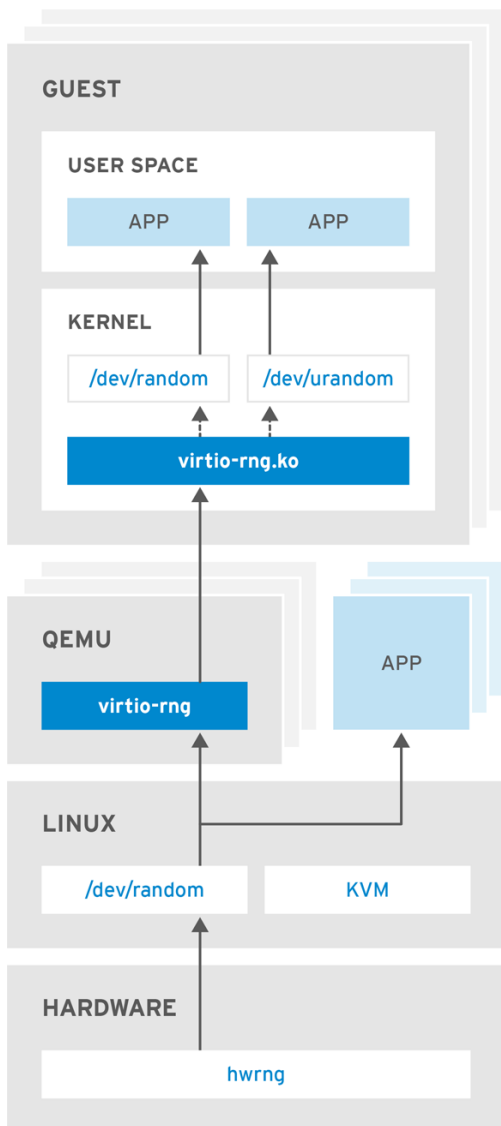 GUEST
USER SPACE
APP
APP
KERNEL
/dev/random
/dev/urandom
virtio-rng.ko
QEMU
virtio-rng
APP
LINUX
/dev/random
KVM
HARDWARE
hwrng